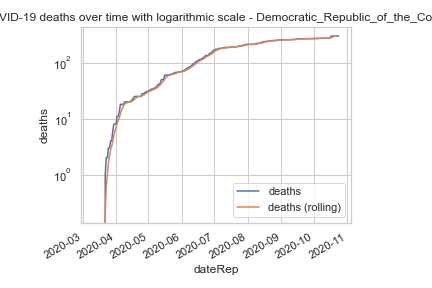 VID-19 deaths over time with logarithmic scale - Democratic_Republic_of_the_Co
deaths
10²
10¹
10⁰
deaths
deaths (rolling)
2020-03
2020-04
2020-05
2020-06
2020-07
2020-08
2020-09
2020-10
2020-11
dateRep